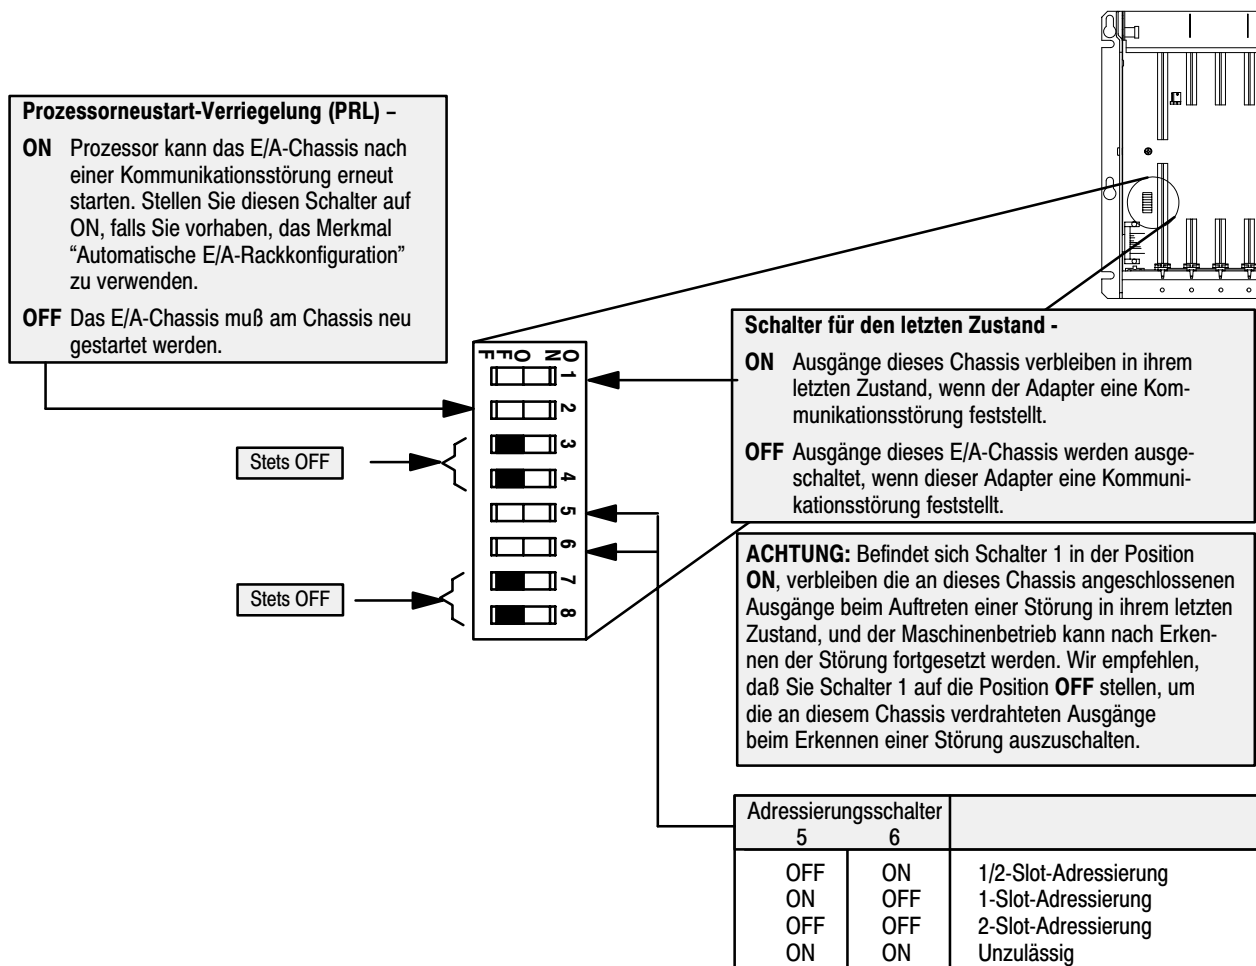 Prozessorneustart-Verriegelung (PRL) –
ON Prozessor kann das E/A-Chassis nach
einer Kommunikationsstörung erneut
starten. Stellen Sie diesen Schalter auf
ON, falls Sie vorhaben, das Merkmal
“Automatische E/A-Rackkonfiguration”
zu verwenden.
OFF Das E/A-Chassis muß am Chassis neu
gestartet werden.
Stets OFF
Stets OFF
OFF ON
1
2
3
4
5
6
7
8
Schalter für den letzten Zustand -
ON Ausgänge dieses Chassis verbleiben in ihrem
letzten Zustand, wenn der Adapter eine Kom-
munikationsstörung feststellt.
OFF Ausgänge dieses E/A-Chassis werden ausge-
schaltet, wenn dieser Adapter eine Kommuni-
kationsstörung feststellt.
ACHTUNG: Befindet sich Schalter 1 in der Position
ON, verbleiben die an dieses Chassis angeschlossenen
Ausgänge beim Auftreten einer Störung in ihrem letzten
Zustand, und der Maschinenbetrieb kann nach Erken-
nen der Störung fortgesetzt werden. Wir empfehlen,
daß Sie Schalter 1 auf die Position OFF stellen, um
die an diesem Chassis verdrahteten Ausgänge
beim Erkennen einer Störung auszuschalten.
Adressierungsschalter
5 6
OFF ON 1/2-Slot-Adressierung
ON OFF 1-Slot-Adressierung
OFF OFF 2-Slot-Adressierung
ON ON Unzulässig